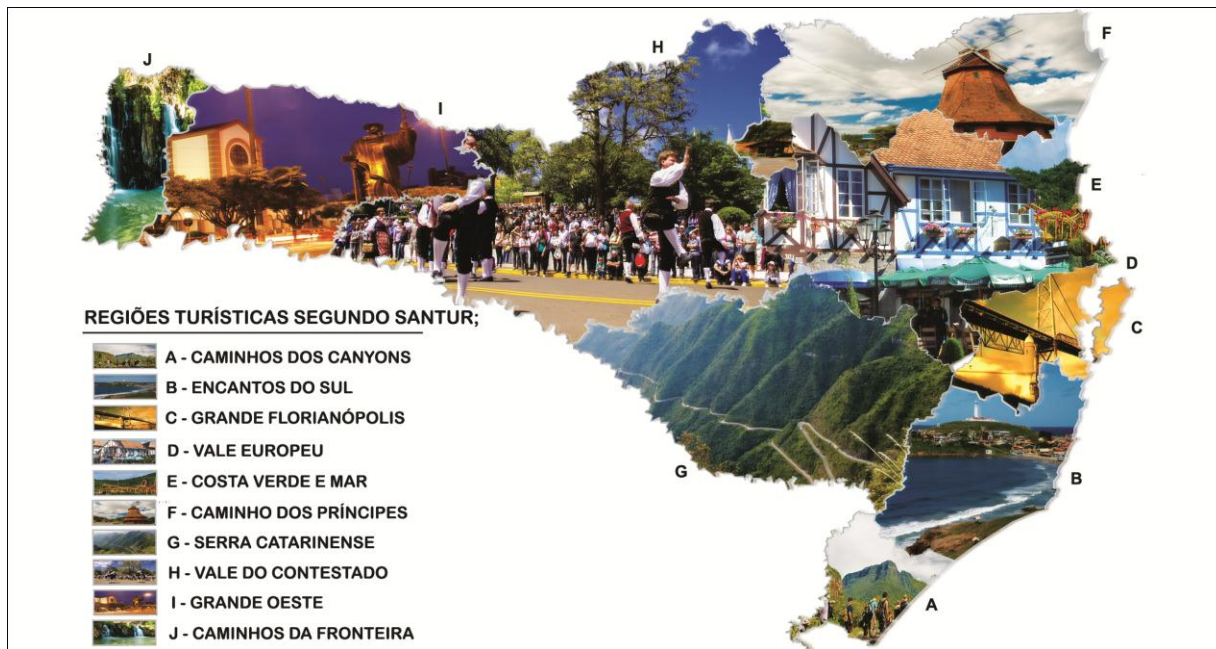 F
H
J
I
E
D
C
G
B
A
REGIÕES TURÍSTICAS SEGUNDO SANTUR;
A - CAMINHOS DOS CANYONS
B - ENCANTOS DO SUL
C - GRANDE FLORIANÓPOLIS
D - VALE EUROPEU
E - COSTA VERDE E MAR
F - CAMINHO DOS PRÍNCIPES
G - SERRA CATARINENSE
H - VALE DO CONTESTADO
I - GRANDE OESTE
J - CAMINHOS DA FRONTEIRA